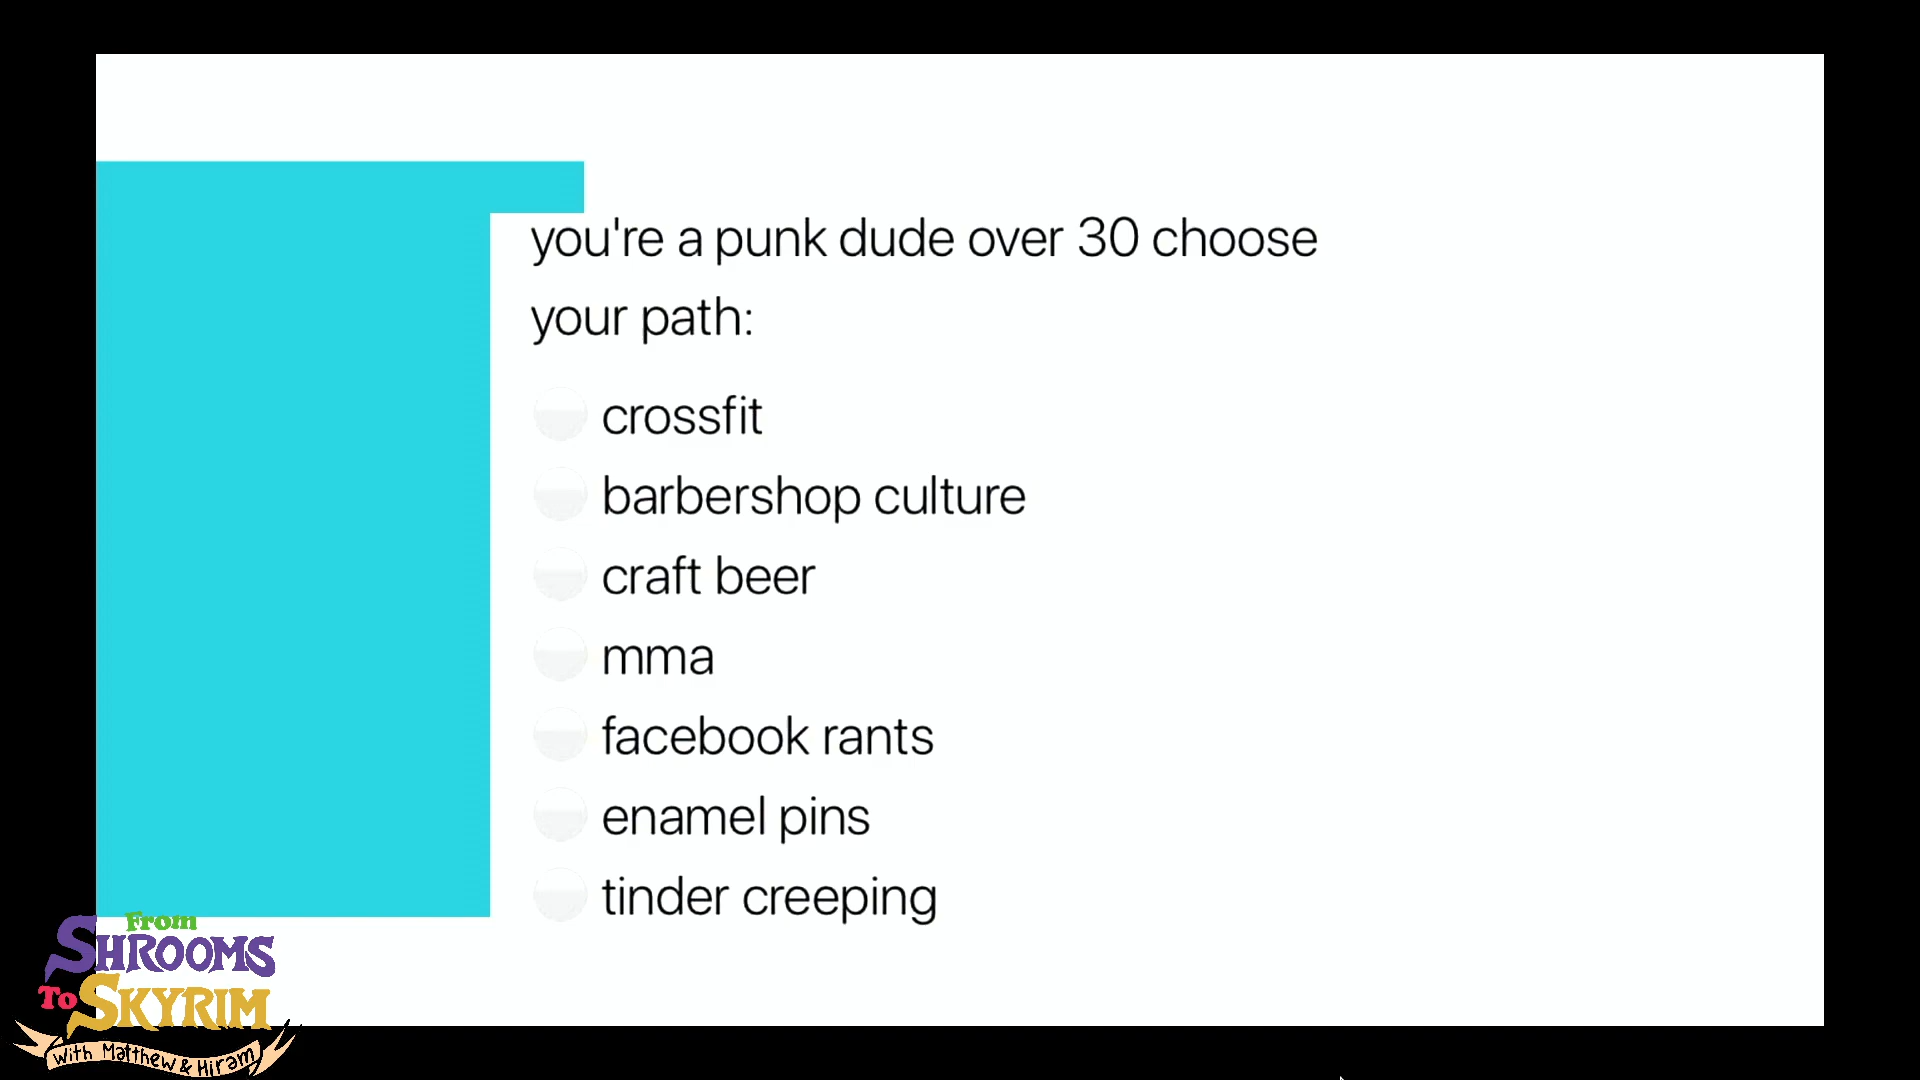 you're a punk dude over 30 choose
your path:
crossfit
barbershop culture
craft beer
mma
facebook rants
enamel pins
tinder creeping
From
SHROOMS
To SKYRIM
With Matthew & Hiram